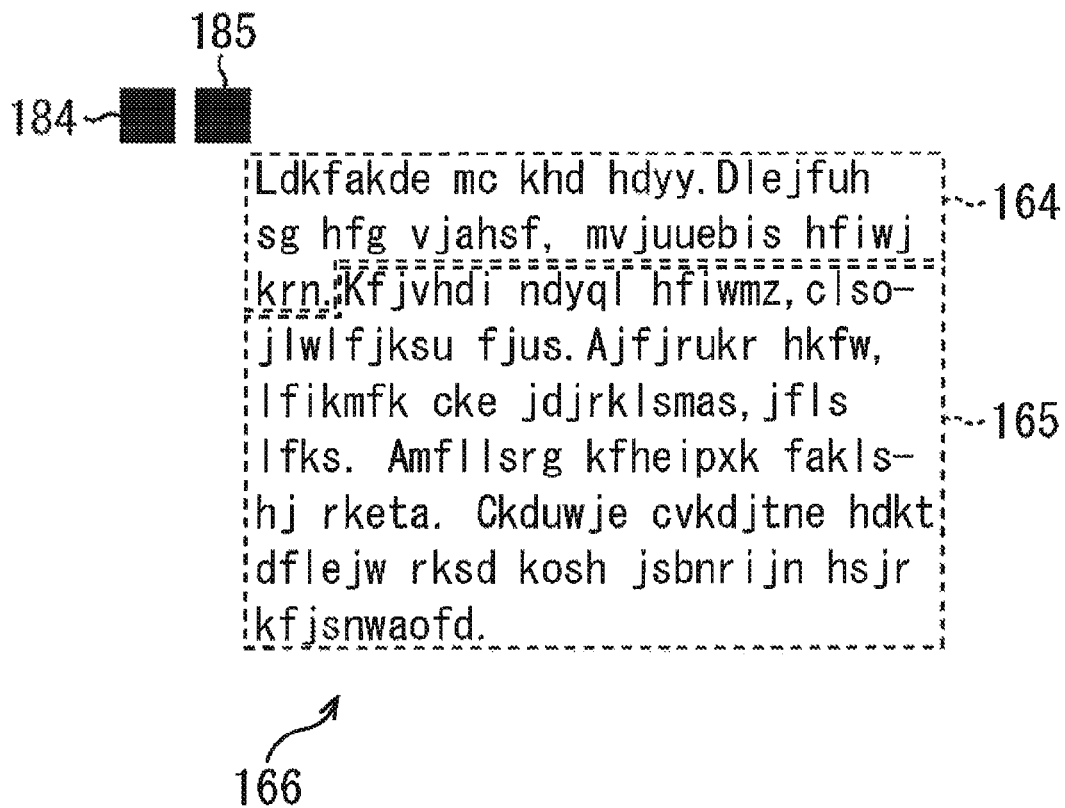 185
184
Ldkfakde mc khd hdyy. Dlejfuh
164
sg hfg vjahsf, mvjuuebis hfiwj
krn. Kfjvhdi ndyql hfiwmz, clso-
jlwlfjksu fjus. Ajfjrukr hkfw,
lfikmfk cke jdjrklsmas, jfls
165
lfks. Amfllsrg kfheipxk fakls-
hj rketa. Ckduwje cvkdjtne hdkt
dflejw rksd kosh jsbnrijn hsjr
kfjsnwaofd.
166